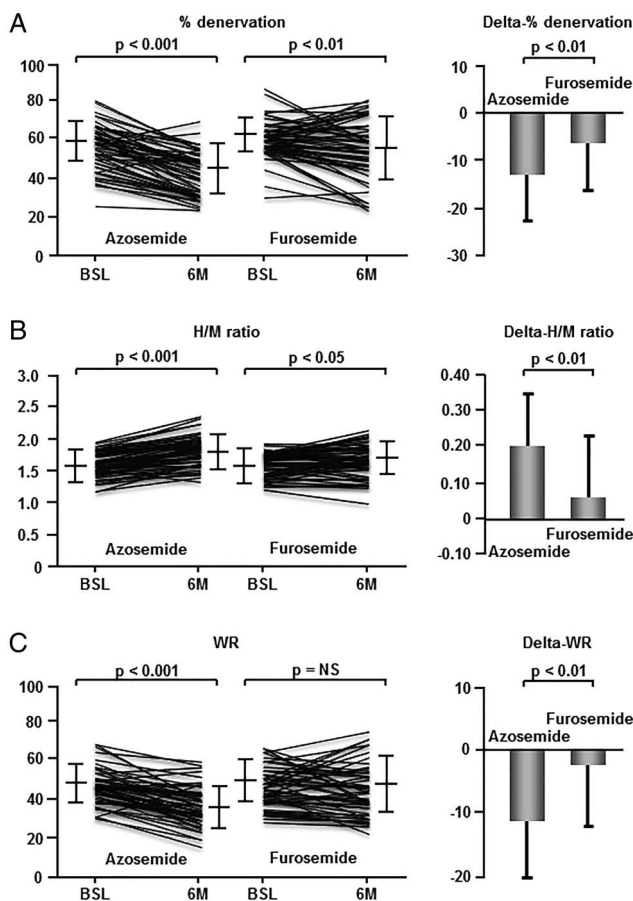 A
% denervation
Delta-% denervation
p < 0.001
p < 0.01
p < 0.01
100
80
60
40
20
0
10
0
-10
-20
-30
Furosemide
Azosemide
Azosemide
Furosemide
BSL
6M
BSL
6M
B
H/M ratio
Delta-H/M ratio
p < 0.001
p < 0.05
p < 0.01
3.0
2.5
2.0
1.5
1.0
0.5
0
0.40
0.30
0.20
0.10
0
-0.10
Azosemide
Furosemide
Furosemide
Azosemide
BSL
6M
BSL
6M
C
WR
Delta-WR
p < 0.001
p = NS
p < 0.01
100
80
60
40
20
0
10
0
-10
-20
Furosemide
Azosemide
Azosemide
Furosemide
BSL
6M
BSL
6M